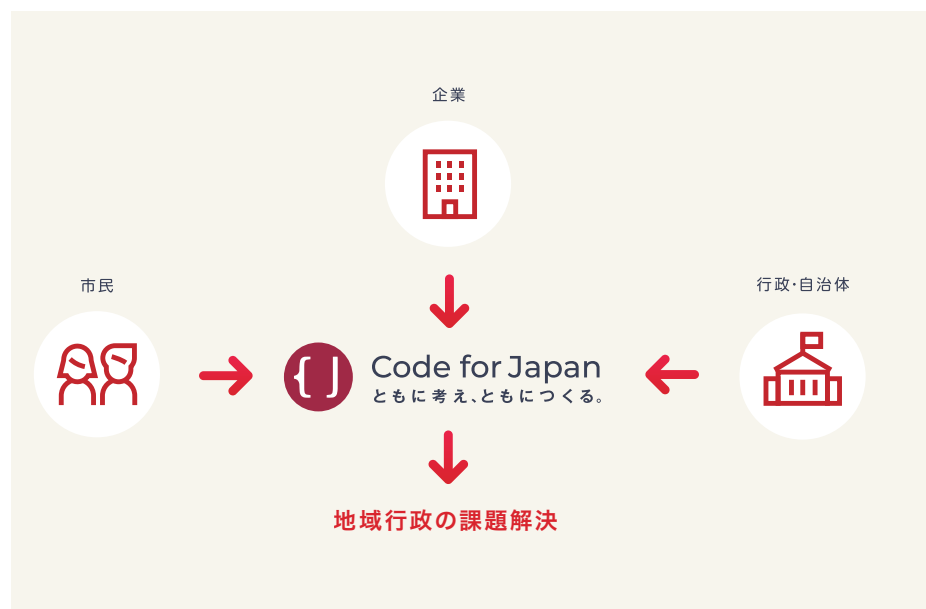 企業
市民
行政・自治体
Code for Japan
ともに考え、ともにつくる。
地域行政の課題解決